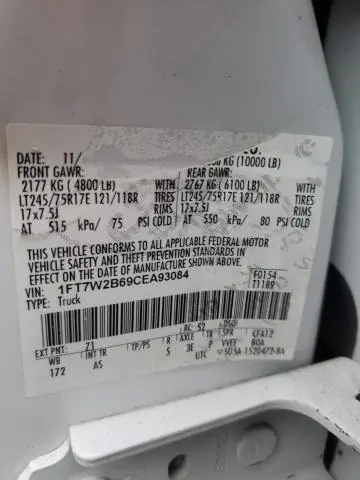 DATE: 11/
FRONT GAWR: REAR GAWR: KG (10000 LB)
2177 KG ( 4800 LB) WITH 2767 KG ( 6100 LB) WITH
LT245/75R17E 121/118R TIRES LT245/75R17E 121/118R TIRES
17x7.5J RIMS 17x7.5J RIMS
AT 515 kPa/ 75 PSI COLD AT 550 kPa/ 80 PSI COLD
THIS VEHICLE CONFORMS TO ALL APPLICABLE FEDERAL MOTOR
VEHICLE SAFETY AND THEFT PREVENTION STANDARDS IN
EFFECT ON THE DATE OF MANUFACTURE SHOWN ABOVE.
VIN: 1FT7W2B69CEA93084 F0154
TYPE: Truck T1189
EXT PNT: Z1 RC: 52 DSO:
WB INT TR TP/PS R AXLE TR SPR CFA12
172 AS 5 3E P VVEE BOA
UTC